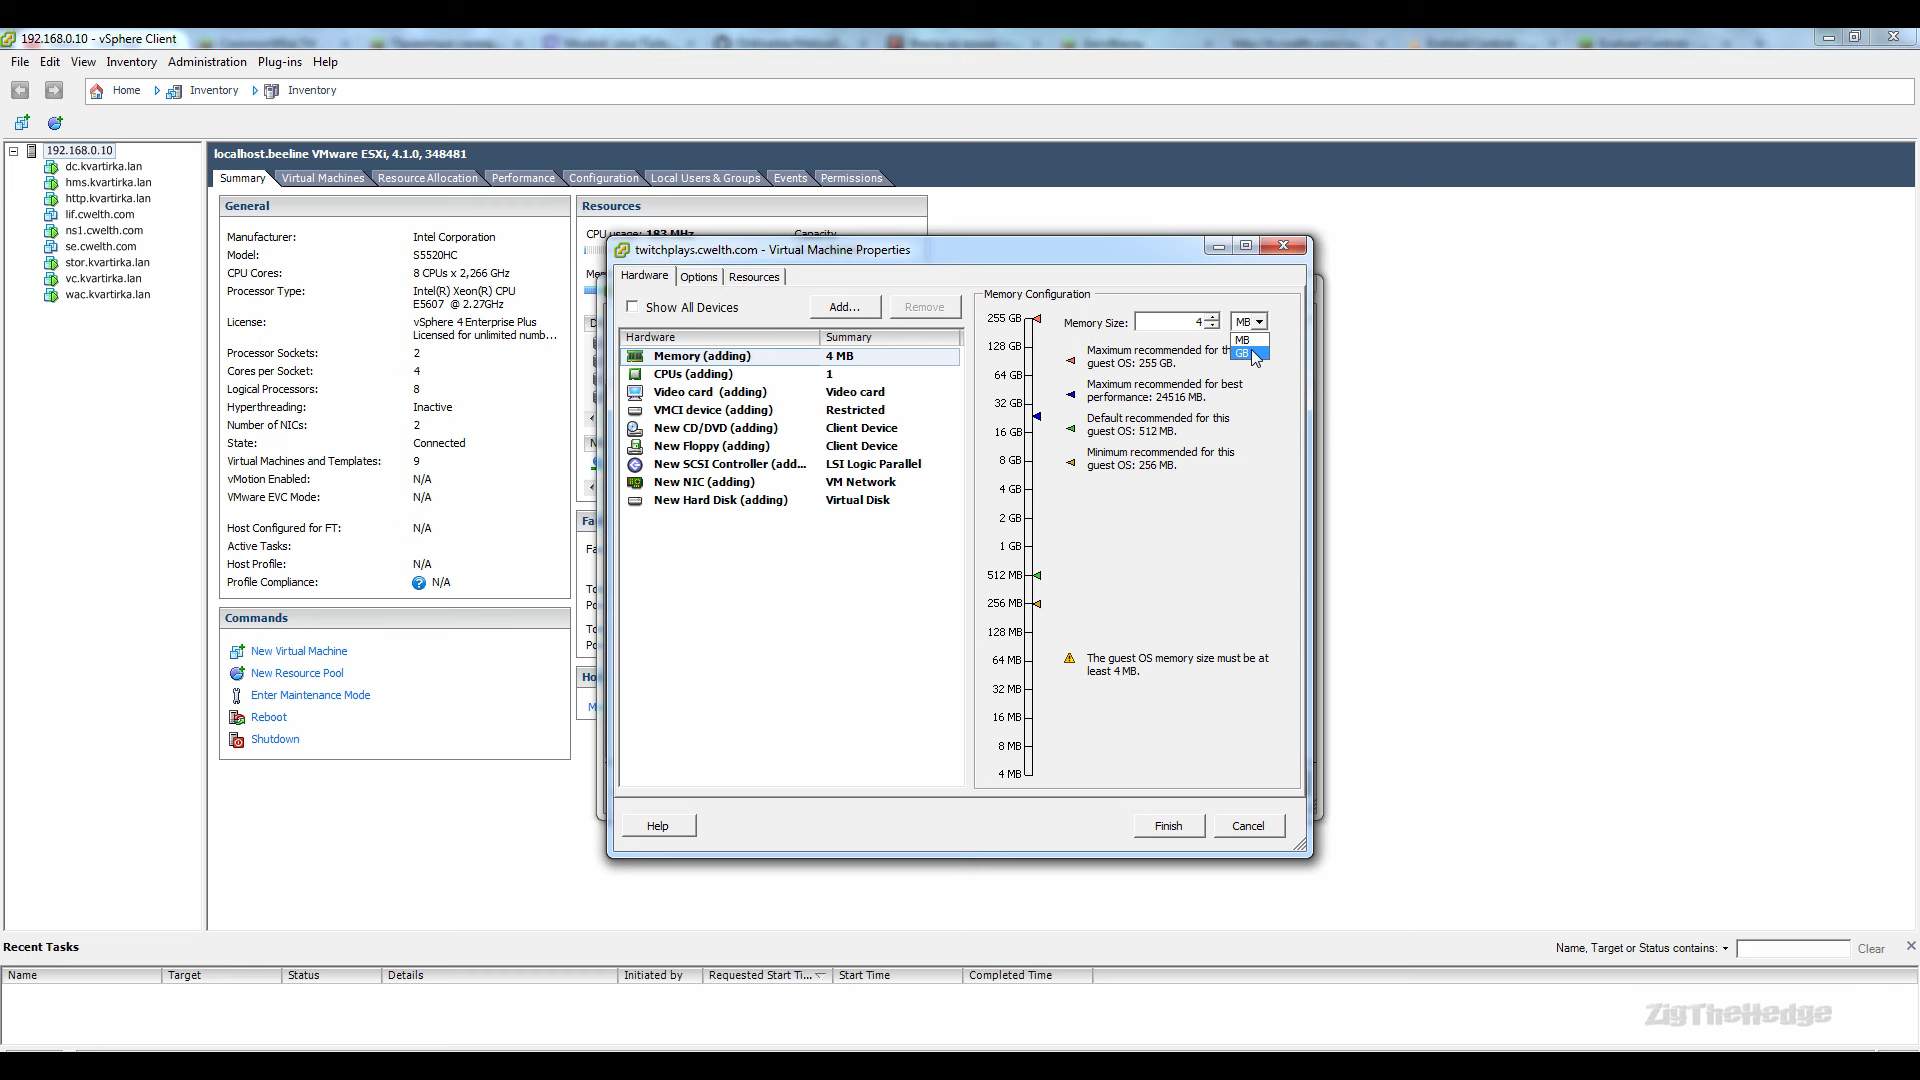 192.168.0.10 - vSphere Client
File Edit View Inventory Administration Plug-ins Help
Home Inventory Inventory
192.168.0.10
dc.kvartirka.lan
hms.kvartirka.lan
http.kvartirka.lan
lif.cwelth.com
ns1.cwelth.com
se.cwelth.com
stor.kvartirka.lan
vc.kvartirka.lan
wac.kvartirka.lan
localhost.beeline VMware ESXi, 4.1.0, 348481
Summary Virtual Machines Resource Allocation Performance Configuration Local Users & Groups Events Permissions
General
Manufacturer: Intel Corporation
Model: S5520HC
CPU Cores: 8 CPUs x 2,266 GHz
Processor Type: Intel(R) Xeon(R) CPU
E5607 @ 2.27GHz
License: vSphere 4 Enterprise Plus
Licensed for unlimited numb...
Processor Sockets: 2
Cores per Socket: 4
Logical Processors: 8
Hyperthreading: Inactive
Number of NICs: 2
State: Connected
Virtual Machines and Templates: 9
vMotion Enabled: N/A
VMware EVC Mode: N/A
Host Configured for FT: N/A
Active Tasks:
Host Profile: N/A
Profile Compliance: N/A
Commands
New Virtual Machine
New Resource Pool
Enter Maintenance Mode
Reboot
Shutdown
Resources
CPU usage: 183 MHz Capacity
twitchplays.cwelth.com - Virtual Machine Properties
Hardware Options Resources
Show All Devices Add... Remove
Hardware Summary
Memory (adding) 4 MB
CPUs (adding) 1
Video card (adding) Video card
VMCI device (adding) Restricted
New CD/DVD (adding) Client Device
New Floppy (adding) Client Device
New SCSI Controller (add... LSI Logic Parallel
New NIC (adding) VM Network
New Hard Disk (adding) Virtual Disk
Memory Configuration
255 GB
128 GB
64 GB
32 GB
16 GB
8 GB
4 GB
2 GB
1 GB
512 MB
256 MB
128 MB
64 MB
32 MB
16 MB
8 MB
4 MB
Memory Size: 4 MB
MB
GB
Maximum recommended for th
guest OS: 255 GB.
Maximum recommended for best
performance: 24516 MB.
Default recommended for this
guest OS: 512 MB.
Minimum recommended for this
guest OS: 256 MB.
The guest OS memory size must be at
least 4 MB.
Help Finish Cancel
Recent Tasks
Name, Target or Status contains: Clear
Name Target Status Details Initiated by Requested Start Ti... Start Time Completed Time
ZigTheHedge